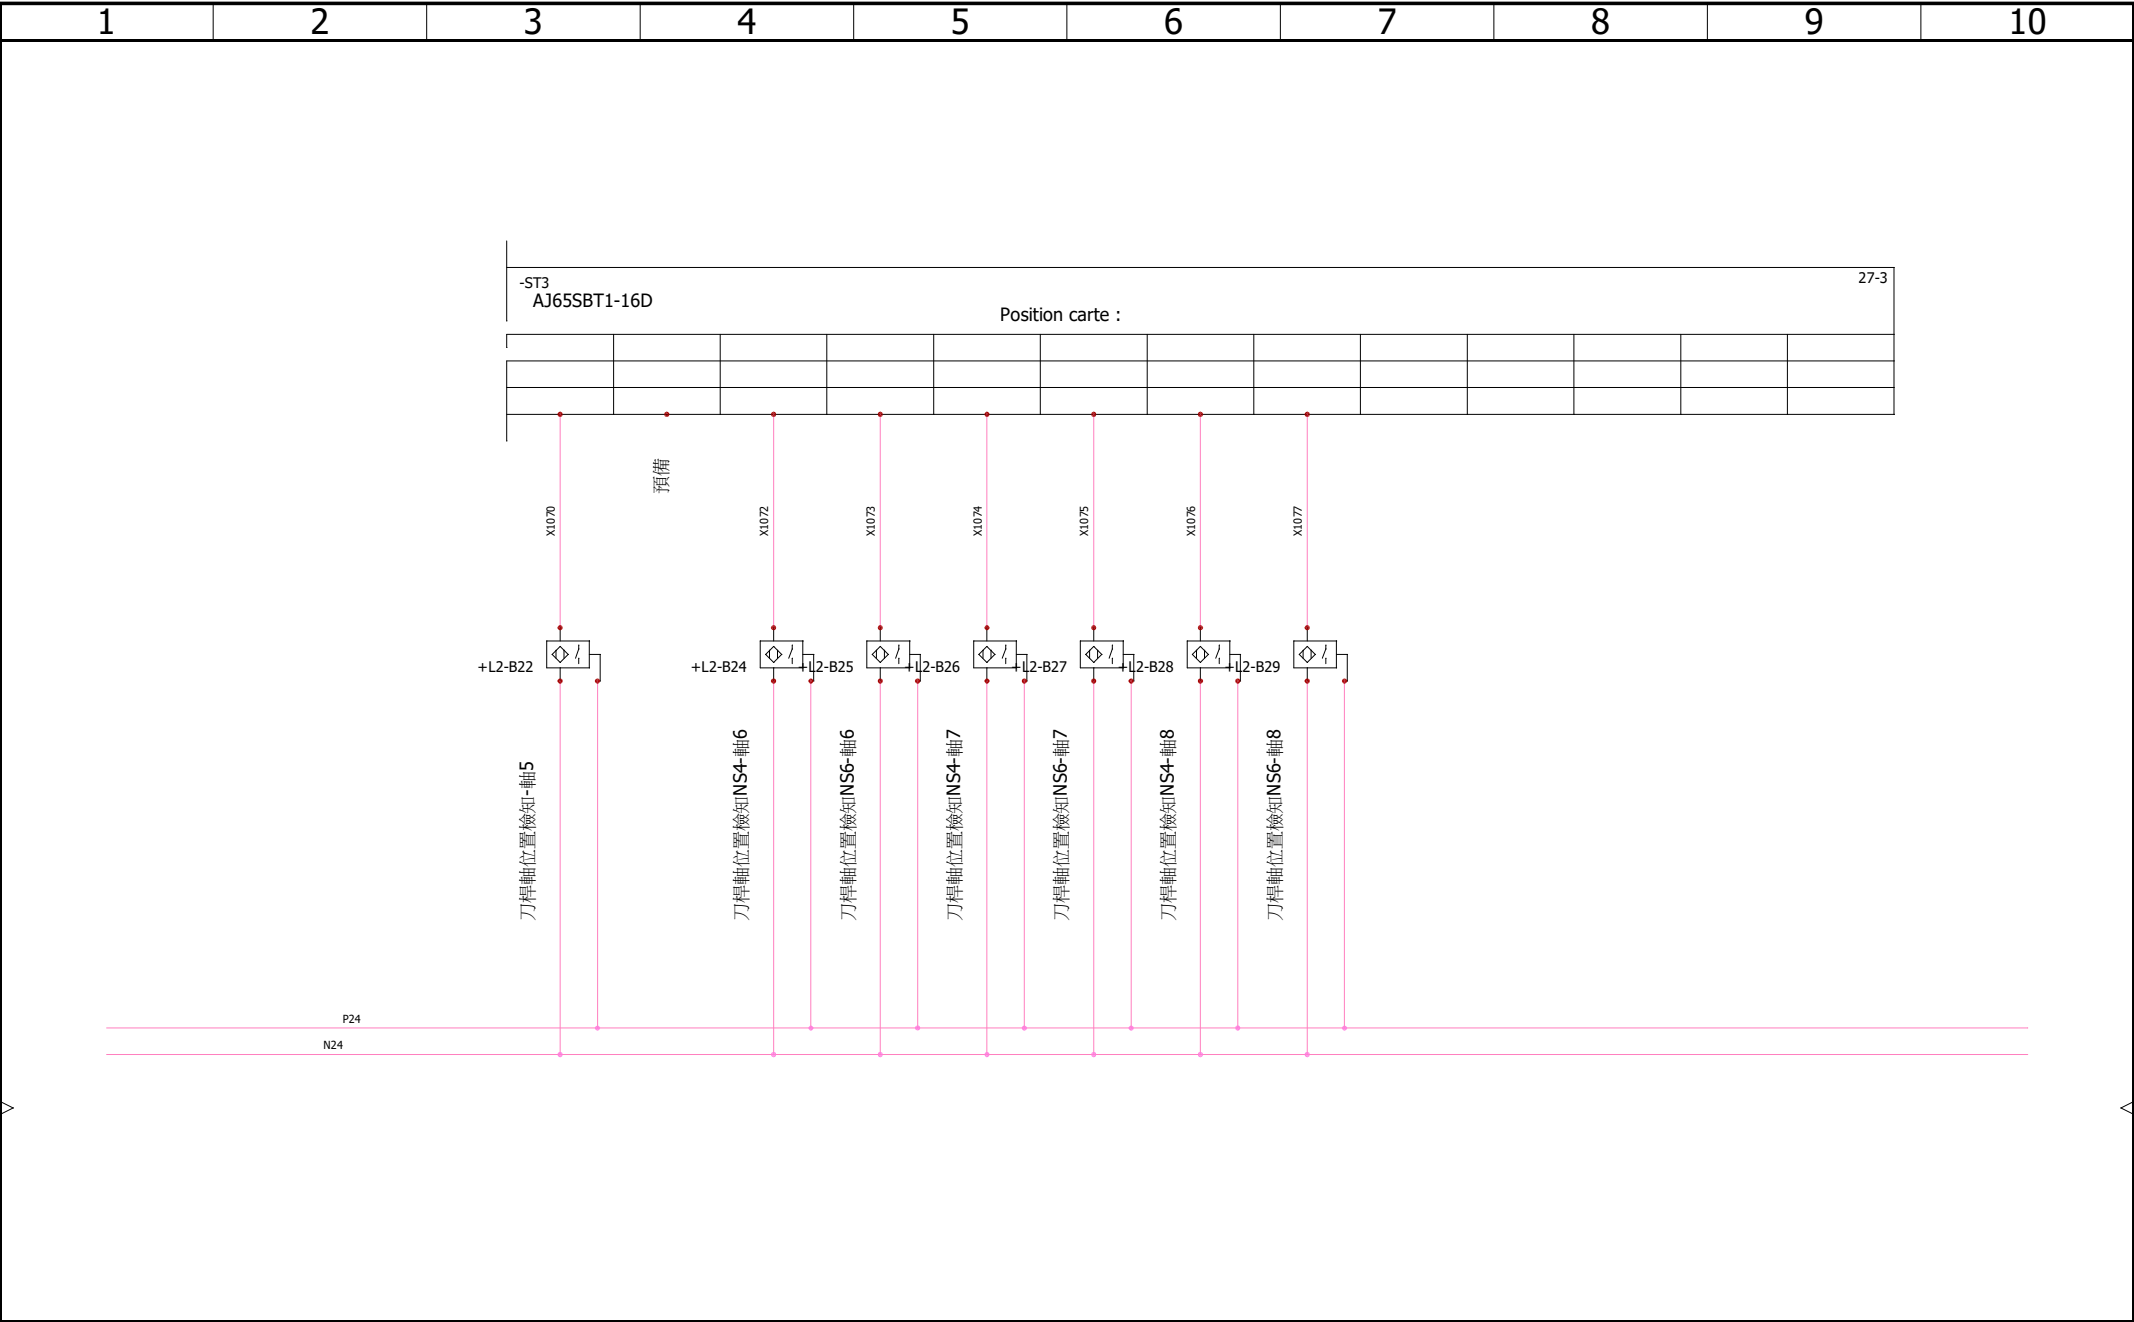 1 2 3 4 5 6 7 8 9 10
-ST3
27-3
AJ65SBT1-16D
Position carte :
預備
X1070
X1072
X1073
X1074
X1075
X1076
X1077
+L2-B22
+L2-B24
+L2-B25
+L2-B26
+L2-B27
+L2-B28
+L2-B29
刀桿軸位置檢知-軸5
刀桿軸位置檢知NS4-軸6
刀桿軸位置檢知NS6-軸6
刀桿軸位置檢知NS4-軸7
刀桿軸位置檢知NS6-軸7
刀桿軸位置檢知NS4-軸8
刀桿軸位置檢知NS6-軸8
P24
N24